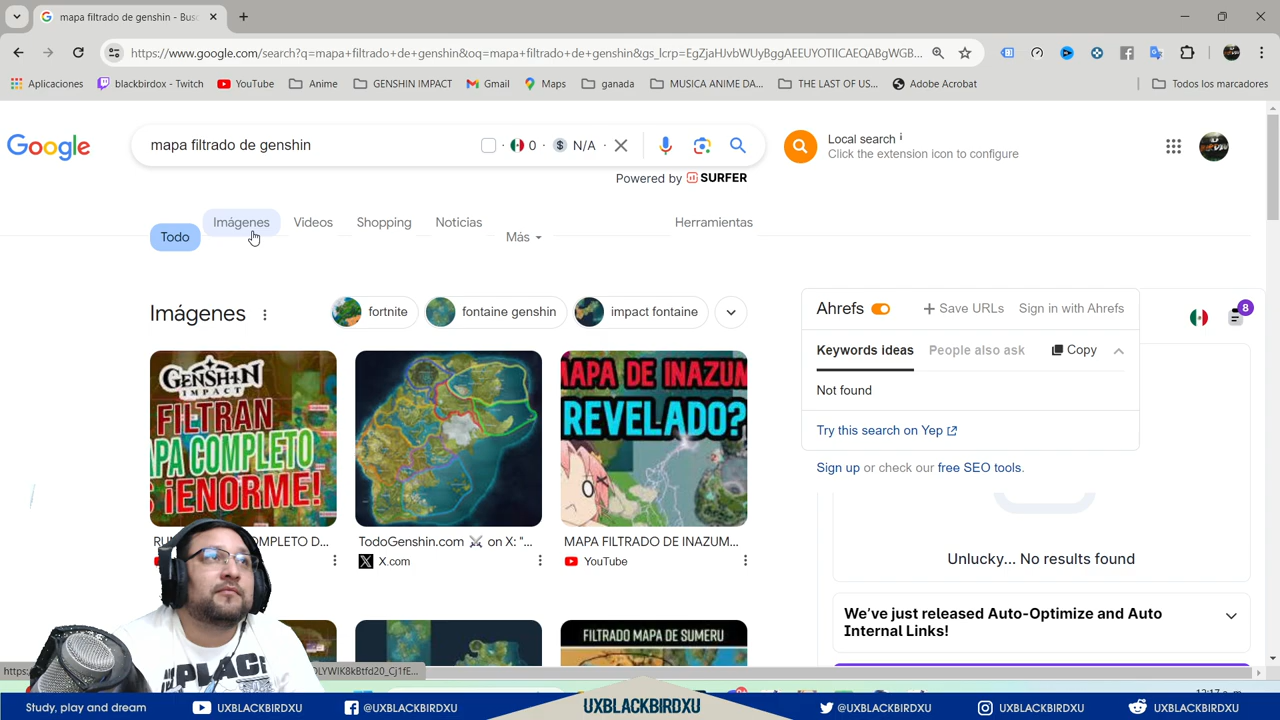 mapa filtrado de genshin - Bus
https://www.google.com/search?q=mapa+filtrado+de+genshin&oq=mapa+filtrado+de+genshin&gs_lcrp=EgZjaHJvbWUyBggAEEUYOTIICAEQABgWGB...
Aplicaciones
blackbirdox - Twitch
YouTube
Anime
GENSHIN IMPACT
Gmail
Maps
ganada
MUSICA ANIME DA...
THE LAST OF US...
Adobe Acrobat
Todos los marcadores
Google
mapa filtrado de genshin
0
N/A
Local search i
Click the extension icon to configure
Powered by SURFER
Todo
Imágenes
Videos
Shopping
Noticias
Más
Herramientas
Imágenes
fortnite
fontaine genshin
impact fontaine
Ahrefs
Save URLs
Sign in with Ahrefs
8
Keywords ideas
People also ask
Copy
Not found
Try this search on Yep
Sign up or check our free SEO tools.
GENSHIN
IMPACT
FILTRAN
APA COMPLETO
¡ENORME!
MAPA DE INAZUM
REVELADO?
OMPLETO D...
TodoGenshin.com ⚔️ on X: "...
X.com
MAPA FILTRADO DE INAZUM...
YouTube
Unlucky... No results found
We've just released Auto-Optimize and Auto
Internal Links!
FILTRADO MAPA DE SUMERU
Study, play and dream
UXBLACKBIRDXU
@UXBLACKBIRDXU
UXBLACKBIRDXU
@UXBLACKBIRDXU
UXBLACKBIRDXU
UXBLACKBIRDXU